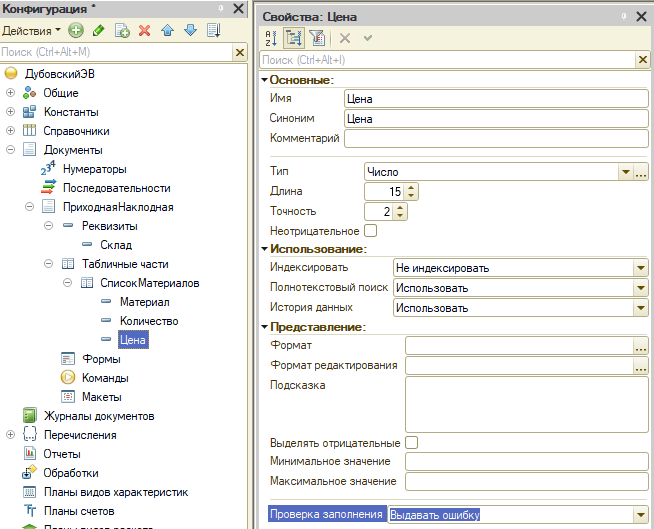 Конфигурация *
Действия
Поиск (Ctrl+Alt+M)
ДубовскийЭВ
Общие
Константы
Справочники
Документы
Нумераторы
Последовательности
ПриходнаяНаклодная
Реквизиты
Склад
Табличные части
СписокМатериалов
Материал
Количество
Цена
Формы
Команды
Макеты
Журналы документов
Перечисления
Отчеты
Обработки
Планы видов характеристик
Планы счетов
Свойства: Цена
Поиск (Ctrl+Alt+I)
Основные:
Имя Цена
Синоним Цена
Комментарий
Тип Число
Длина 15
Точность 2
Неотрицательное
Использование:
Индексировать Не индексировать
Полнотекстовый поиск Использовать
История данных Использовать
Представление:
Формат
Формат редактирования
Подсказка
Выделять отрицательные
Минимальное значение
Максимальное значение
Проверка заполнения Выдавать ошибку